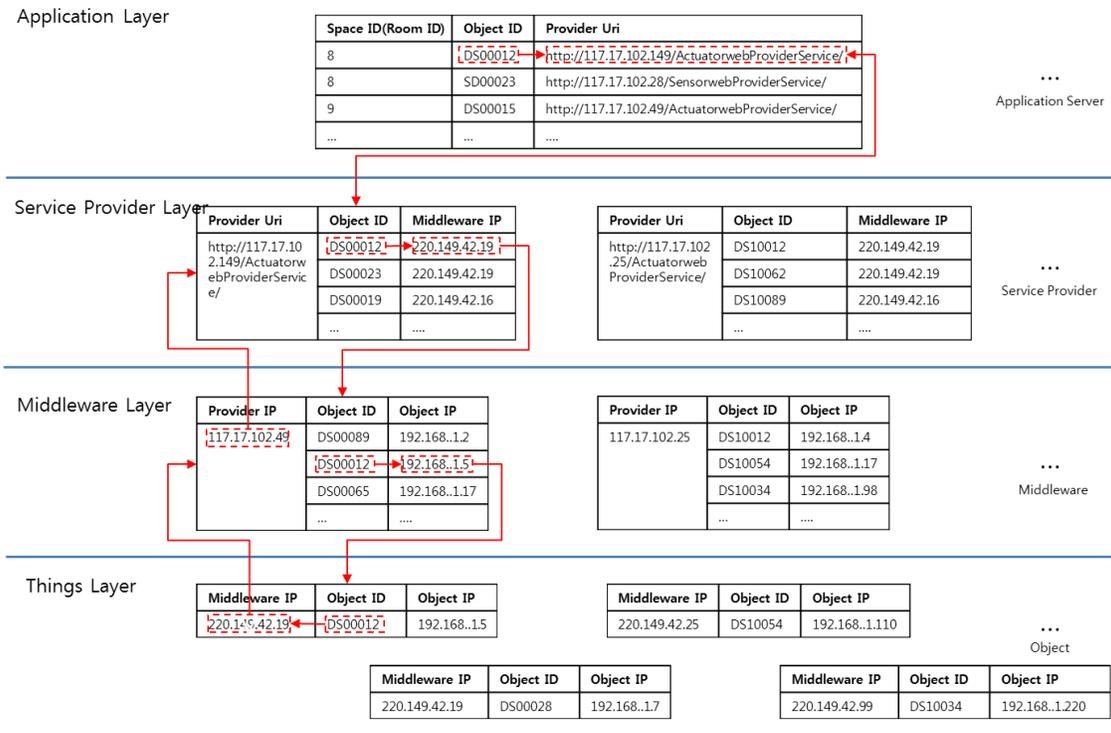 Application Layer
Space ID(Room ID) Object ID Provider Uri
8 DS00012 http://117.17.102.149/ActuatorwebProviderService/
8 SD00023 http://117.17.102.28/SensorwebProviderService/
9 DS00015 http://117.17.102.49/ActuatorwebProviderService/
... ... ....
...
Application Server
Service Provider Layer
Provider Uri Object ID Middleware IP
http://117.17.10
2.149/Actuatorw
ebProviderServic
e/
DS00012 220.149.42.19
DS00023 220.149.42.19
DS00019 220.149.42.16
... ....
Provider Uri Object ID Middleware IP
http://117.17.102
.25/Actuatorweb
ProviderService/
DS10012 220.149.42.19
DS10062 220.149.42.19
DS10089 220.149.42.16
... ....
...
Service Provider
Middleware Layer
Provider IP Object ID Object IP
117.17.102.49 DS00089 192.168..1.2
DS00012 192.168..1.5
DS00065 192.168..1.17
... ....
Provider IP Object ID Object IP
117.17.102.25 DS10012 192.168..1.4
DS10054 192.168..1.17
DS10034 192.168..1.98
... ....
...
Middleware
Things Layer
Middleware IP Object ID Object IP
220.149.42.19 DS00012 192.168..1.5
Middleware IP Object ID Object IP
220.149.42.25 DS10054 192.168..1.110
...
Object
Middleware IP Object ID Object IP
220.149.42.19 DS00028 192.168..1.7
Middleware IP Object ID Object IP
220.149.42.99 DS10034 192.168..1.220